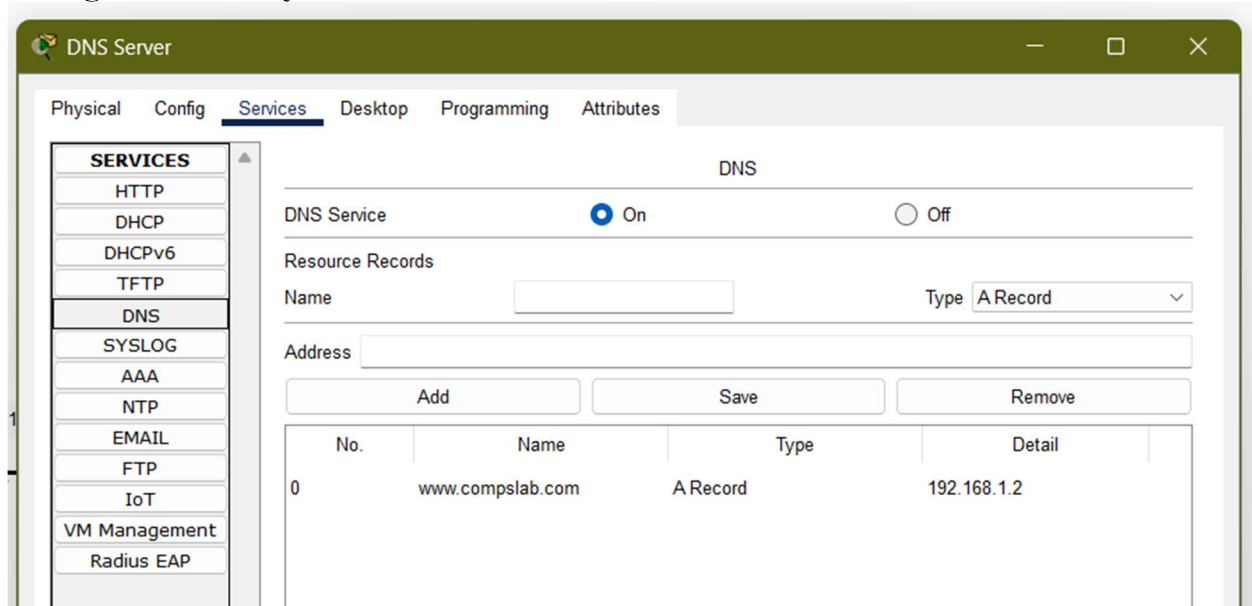 DNS Server
Physical Config Services Desktop Programming Attributes
SERVICES
HTTP
DHCP
DHCPv6
TFTP
DNS
SYSLOG
AAA
NTP
EMAIL
FTP
IoT
VM Management
Radius EAP
DNS
DNS Service On Off
Resource Records
Name Type A Record
Address
Add Save Remove
No. Name Type Detail
0 www.compslab.com A Record 192.168.1.2
1